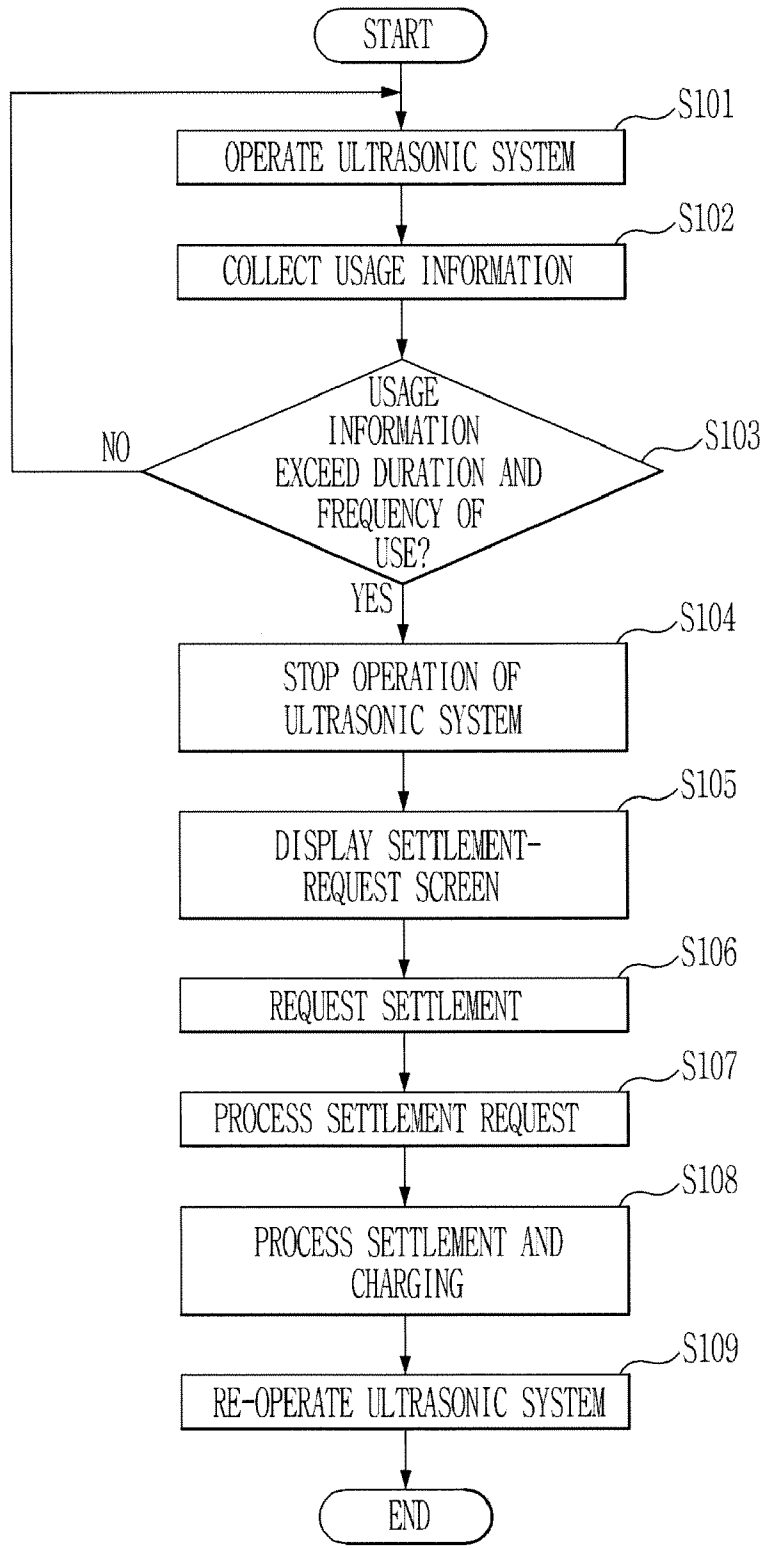 START
S101
OPERATE ULTRASONIC SYSTEM
S102
COLLECT USAGE INFORMATION
USAGE
INFORMATION
EXCEED DURATION AND
FREQUENCY OF
USE?
S103
NO
YES
S104
STOP OPERATION OF
ULTRASONIC SYSTEM
S105
DISPLAY SETTLEMENT-
REQUEST SCREEN
S106
REQUEST SETTLEMENT
S107
PROCESS SETTLEMENT REQUEST
S108
PROCESS SETTLEMENT AND
CHARGING
S109
RE-OPERATE ULTRASONIC SYSTEM
END